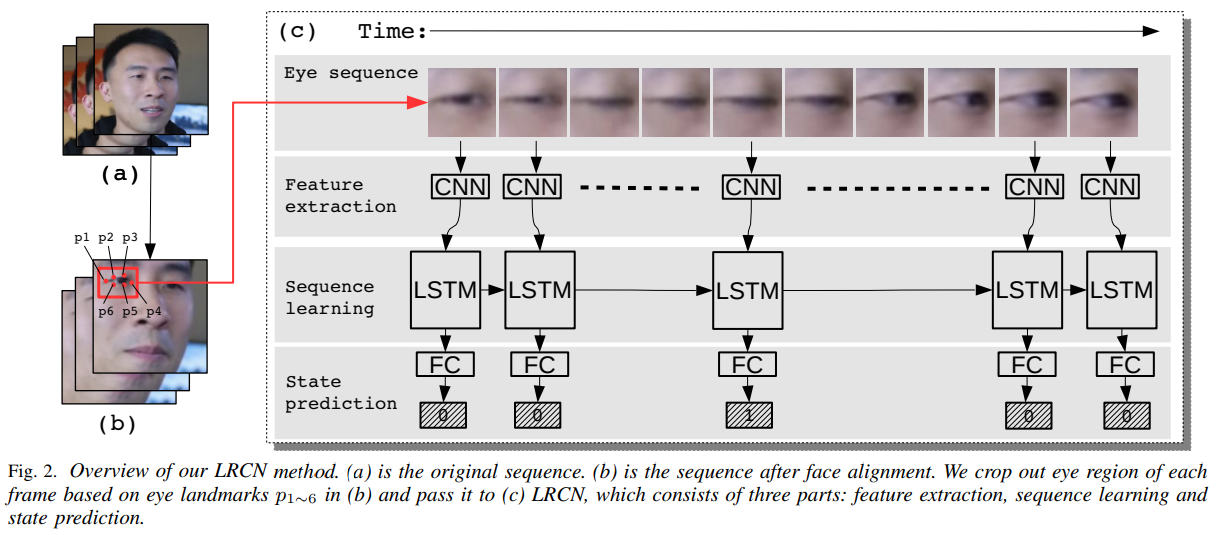 (c) Time:
Eye sequence
(a)
Feature
extraction
CNN CNN CNN CNN CNN
p1 p2 p3
p6 p5 p4
Sequence
learning
LSTM LSTM LSTM LSTM LSTM
(b)
State
prediction
FC FC FC FC FC
0 0 1 0 0
Fig. 2. Overview of our LRCN method. (a) is the original sequence. (b) is the sequence after face alignment. We crop out eye region of each
frame based on eye landmarks p1∼6 in (b) and pass it to (c) LRCN, which consists of three parts: feature extraction, sequence learning and
state prediction.